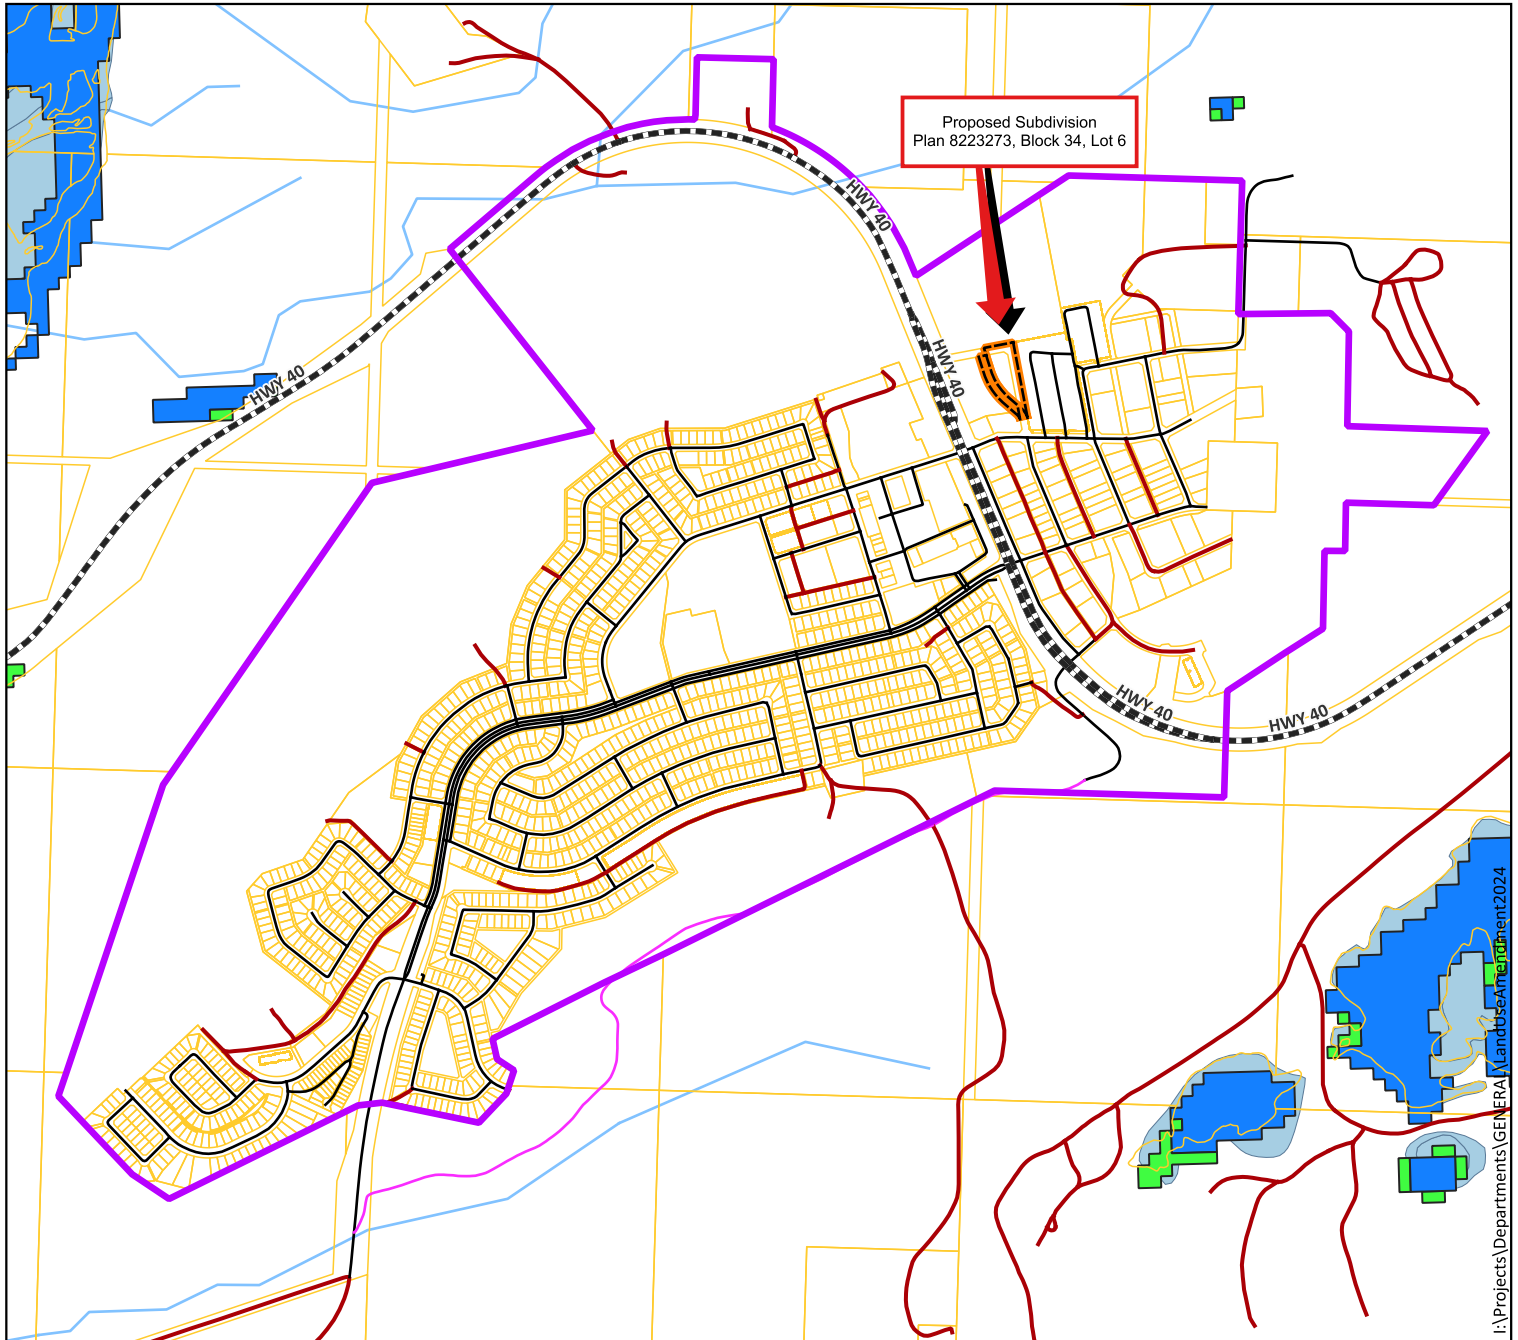 Proposed Subdivision
Plan 8223273, Block 34, Lot 6
HWY 40
HWY 40
HWY 40
HWY 40
HWY 40
I:\Projects\Departments\GENERAL\LandUseAmendment2024